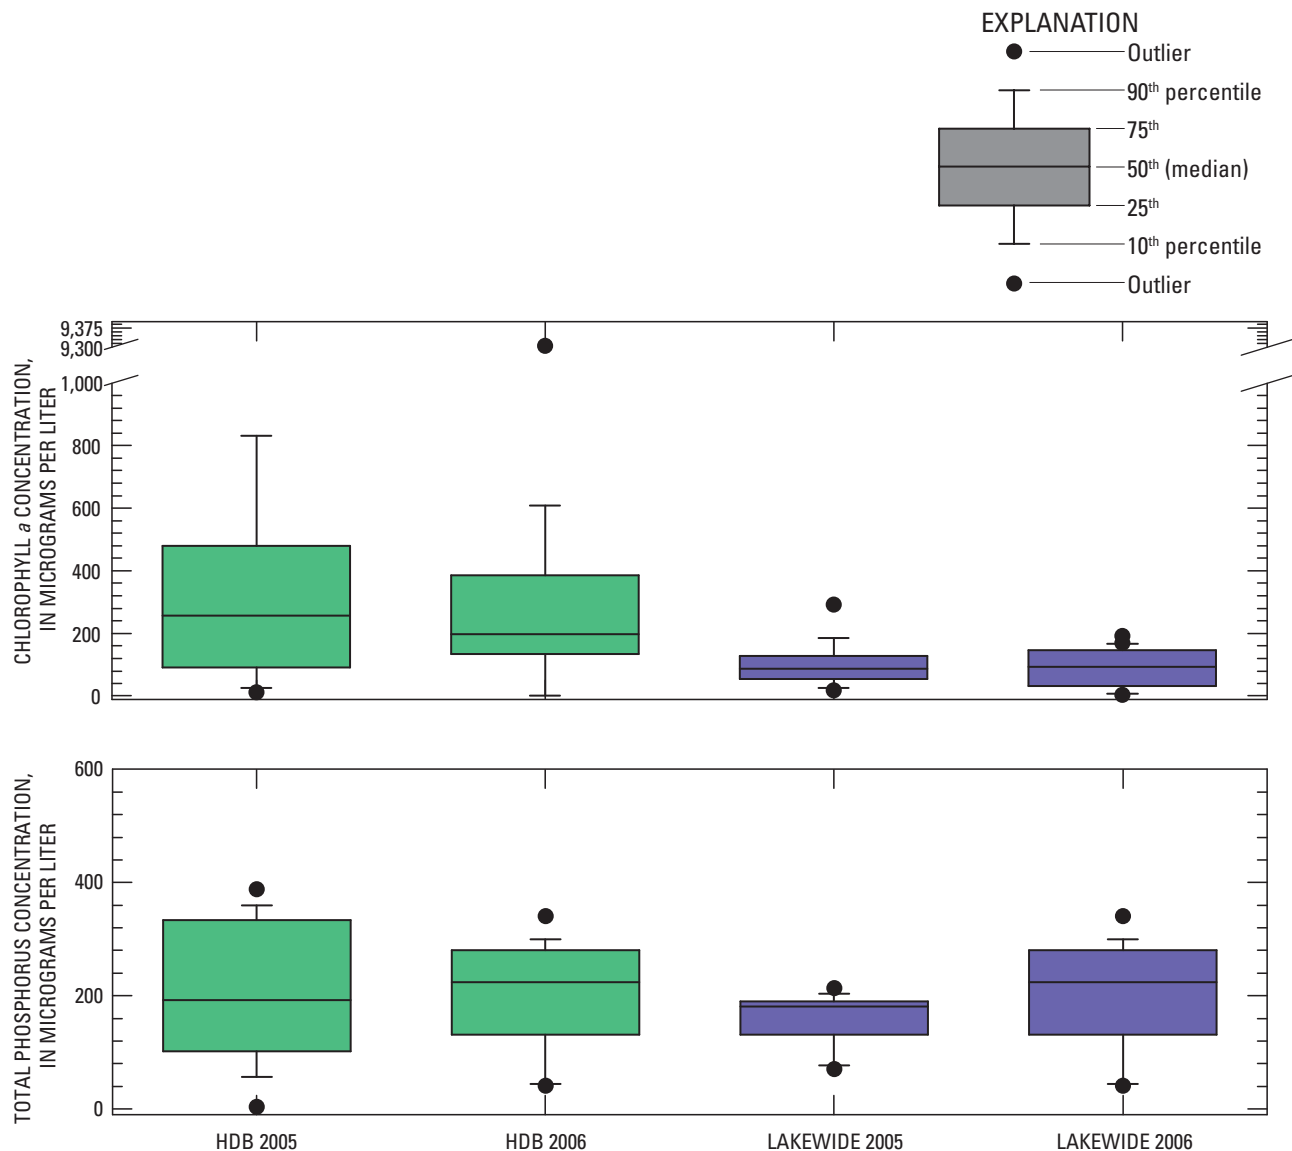 EXPLANATION
Outlier
90th percentile
75th
50th (median)
25th
10th percentile
Outlier
CHLOROPHYLL a CONCENTRATION,
IN MICROGRAMS PER LITER
9,375
9,300
1,000
800
600
400
200
0
TOTAL PHOSPHORUS CONCENTRATION,
IN MICROGRAMS PER LITER
600
400
200
0
HDB 2005
HDB 2006
LAKEWIDE 2005
LAKEWIDE 2006